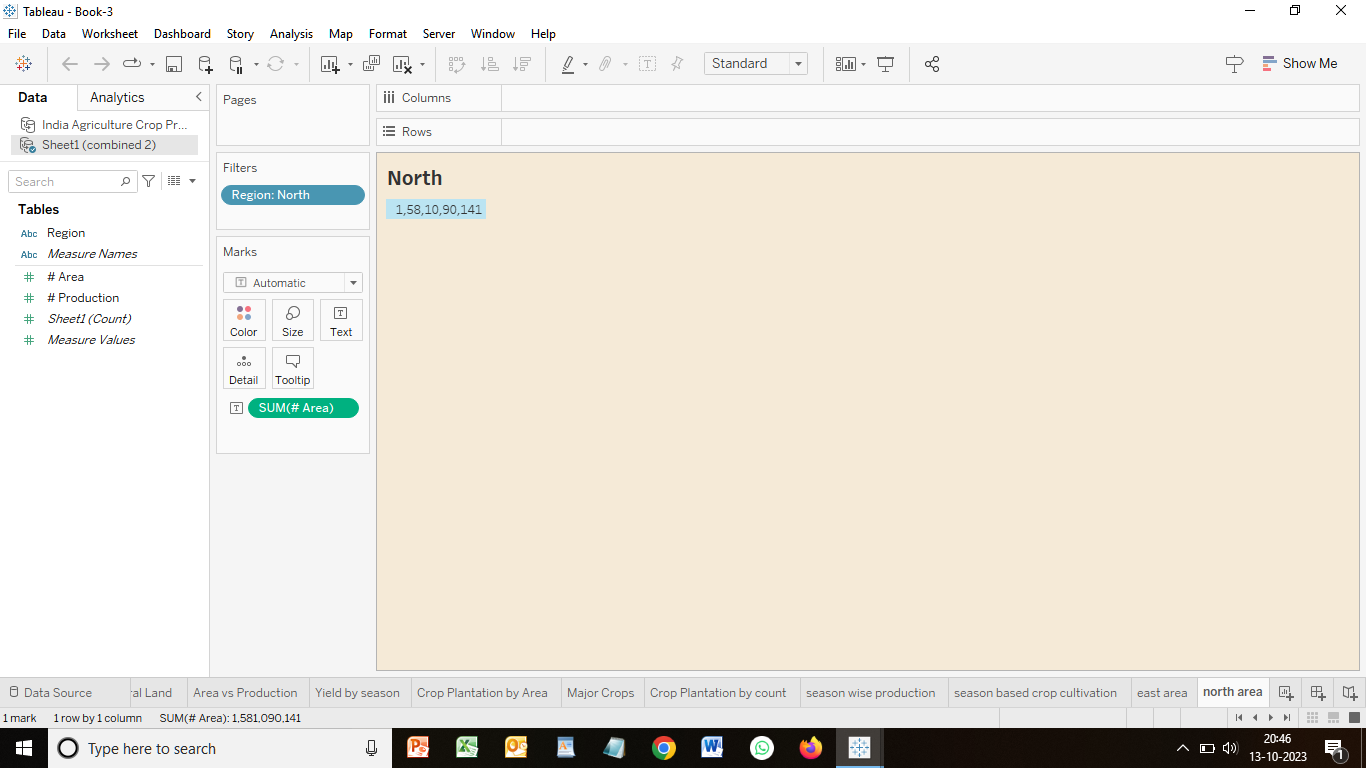 Tableau - Book-3
File Data Worksheet Dashboard Story Analysis Map Format Server Window Help
Standard
Show Me
Data Analytics
India Agriculture Crop Pr...
Sheet1 (combined 2)
Search
Tables
Abc Region
Abc Measure Names
# # Area
# # Production
# Sheet1 (Count)
# Measure Values
Pages
Filters
Region: North
Marks
T Automatic
Color Size T Text
Detail Tooltip
T SUM(# Area)
Columns
Rows
North
1,58,10,90,141
Data Source ral Land Area vs Production Yield by season Crop Plantation by Area Major Crops Crop Plantation by count season wise production season based crop cultivation east area north area
1 mark 1 row by 1 column SUM(# Area): 1,581,090,141
Type here to search
20:46
13-10-2023
1